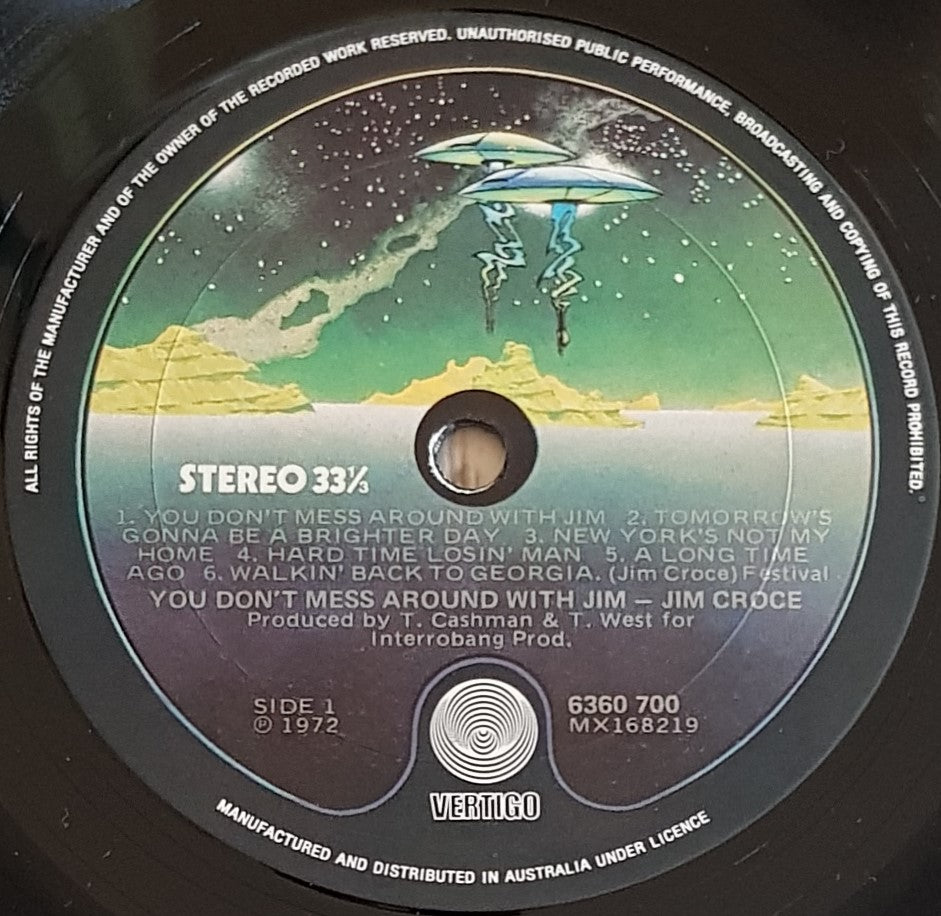 ALL RIGHTS OF THE MANUFACTURER AND OF THE OWNER OF THE RECORDED WORK RESERVED. UNAUTHORISED PUBLIC PERFORMANCE, BROADCASTING AND COPYING OF THIS RECORD PROHIBITED.
STEREO 33⅓
1. YOU DON'T MESS AROUND WITH JIM 2. TOMORROW'S
GONNA BE A BRIGHTER DAY 3. NEW YORK'S NOT MY
HOME 4. HARD TIME LOSIN' MAN 5. A LONG TIME
AGO 6. WALKIN' BACK TO GEORGIA. (Jim Croce) Festival
YOU DON'T MESS AROUND WITH JIM — JIM CROCE
Produced by T. Cashman & T. West for
Interrobang Prod.
SIDE 1
℗ 1972
6360 700
MX168219
VERTIGO
MANUFACTURED AND DISTRIBUTED IN AUSTRALIA UNDER LICENCE